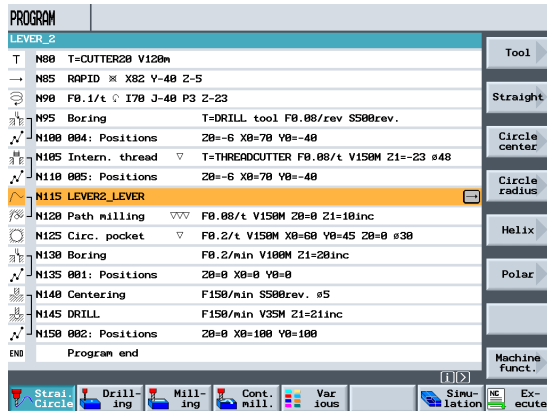 PROGRAM
LEVER_2
T N80 T=CUTTER20 V120m
N85 RAPID X82 Y-40 Z-5
N90 F0.1/t I70 J-40 P3 Z-23
N95 Boring T=DRILL tool F0.08/rev S500rev.
N100 004: Positions Z0=-6 X0=70 Y0=-40
N105 Intern. thread ▽ T=THREADCUTTER F0.08/t V150M Z1=-23 ø48
N110 005: Positions Z0=-6 X0=70 Y0=-40
N115 LEVER2_LEVER
N120 Path milling ▽▽▽ F0.08/t V150M Z0=0 Z1=10inc
N125 Circ. pocket ▽ F0.2/t V150M X0=60 Y0=45 Z0=0 ø30
N130 Boring F0.2/min V100M Z1=20inc
N135 001: Positions Z0=0 X0=0 Y0=0
N140 Centering F150/min S500rev. ø5
N145 DRILL F150/min V35M Z1=21inc
N150 002: Positions Z0=0 X0=100 Y0=100
END Program end
Tool
Straight
Circle
center
Circle
radius
Helix
Polar
Machine
funct.
Strai.
Circle
Drill-
ing
Mill-
ing
Cont.
mill.
Var
ious
Simu-
lation
NC Ex-
ecute